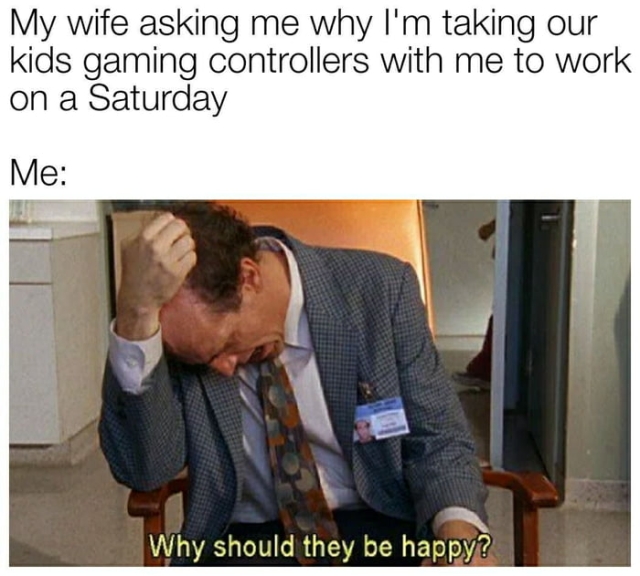 My wife asking me why I'm taking our
kids gaming controllers with me to work
on a Saturday
Me:
Why should they be happy?